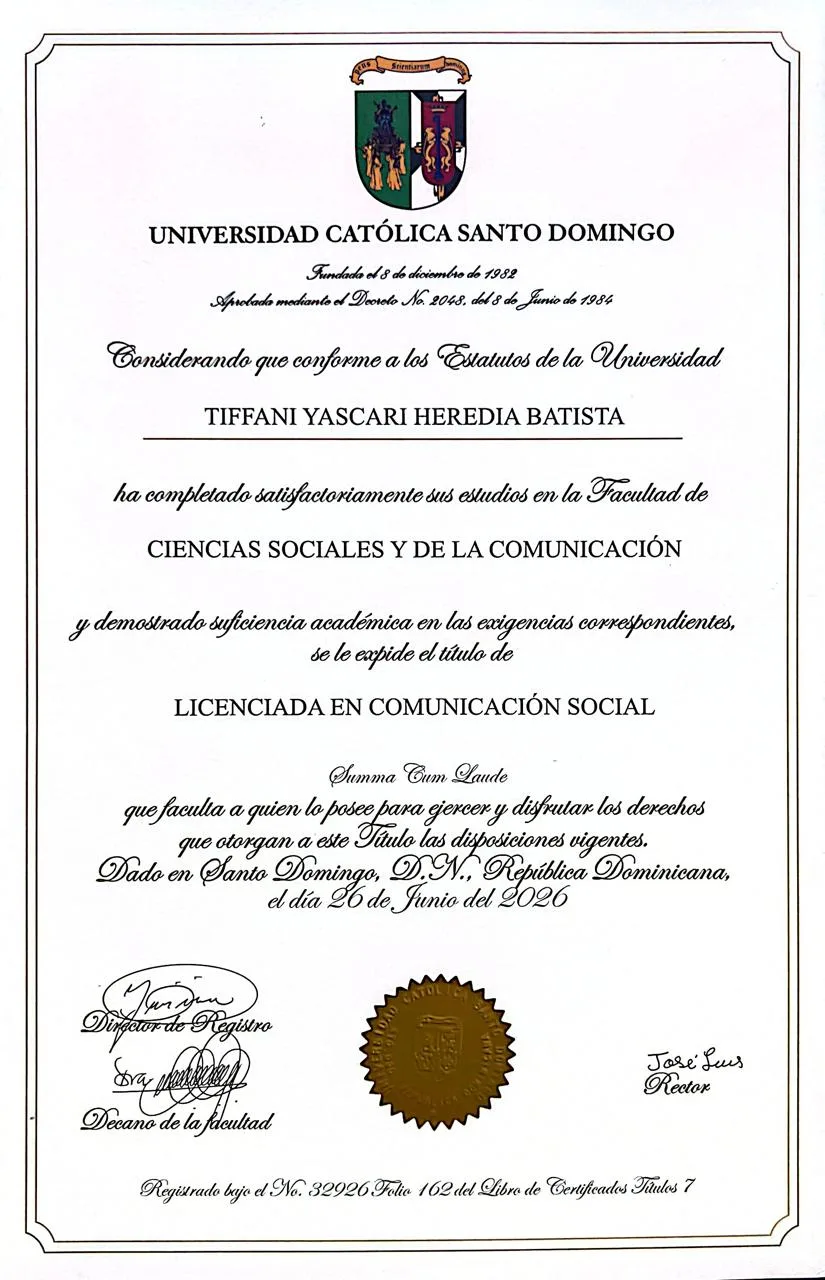 Deus Scientiarum Dominus
UNIVERSIDAD CATÓLICA SANTO DOMINGO
Fundada el 8 de diciembre de 1982
Aprobada mediante el Decreto No. 2048, del 8 de Junio de 1984
Considerando que conforme a los Estatutos de la Universidad
TIFFANI YASCARI HEREDIA BATISTA
ha completado satisfactoriamente sus estudios en la Facultad de
CIENCIAS SOCIALES Y DE LA COMUNICACIÓN
y demostrado suficiencia académica en las exigencias correspondientes,
se le expide el título de
LICENCIADA EN COMUNICACIÓN SOCIAL
Summa Cum Laude
que faculta a quien lo posee para ejercer y disfrutar los derechos
que otorgan a este Título las disposiciones vigentes.
Dado en Santo Domingo, D.N., República Dominicana,
el día 26 de Junio del 2026
Director de Registro
Dra
Decano de la facultad
José Luis
Rector
Registrado bajo el No. 32926 Folio 162 del Libro de Certificados Títulos 7